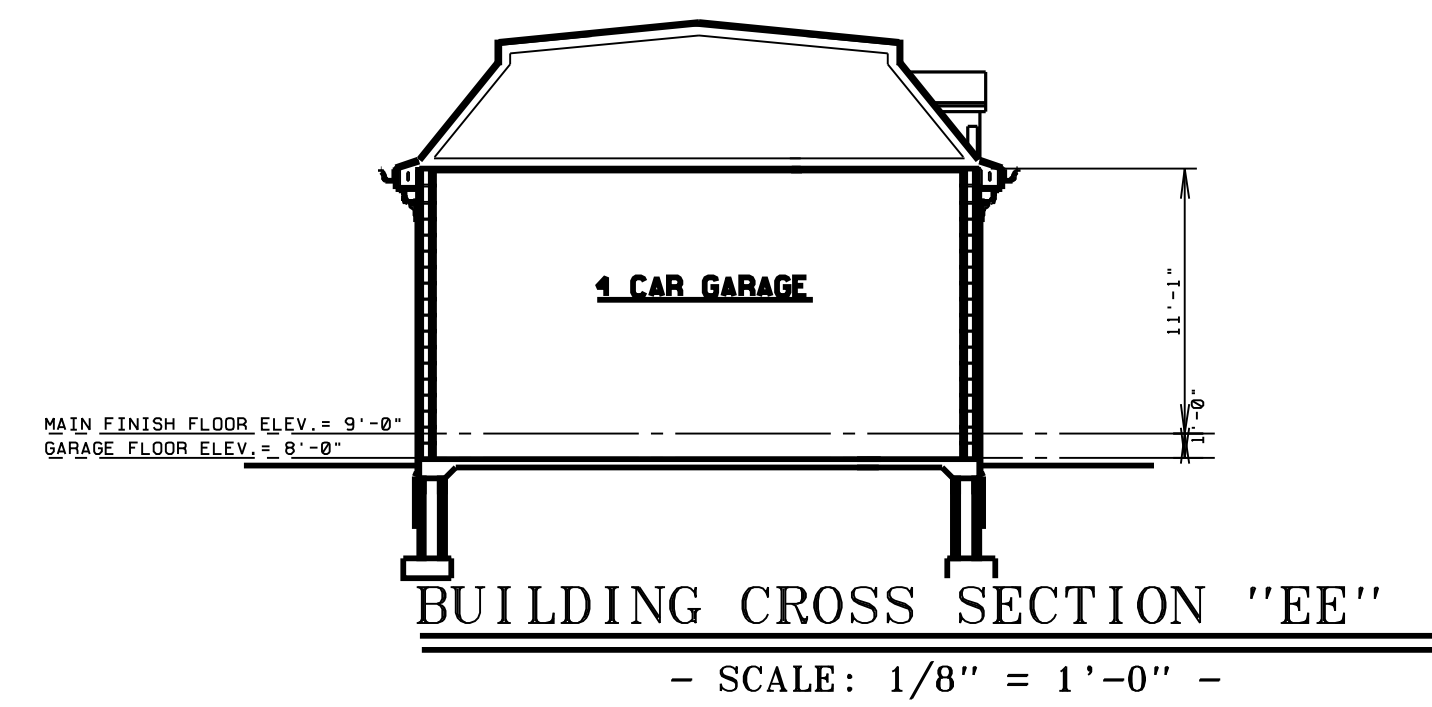 4 CAR GARAGE
11'-1"
1'-0"
MAIN FINISH FLOOR ELEV.= 9'-0"
GARAGE FLOOR ELEV.= 8'-0"
BUILDING CROSS SECTION "EE"
- SCALE: 1/8" = 1'-0" -